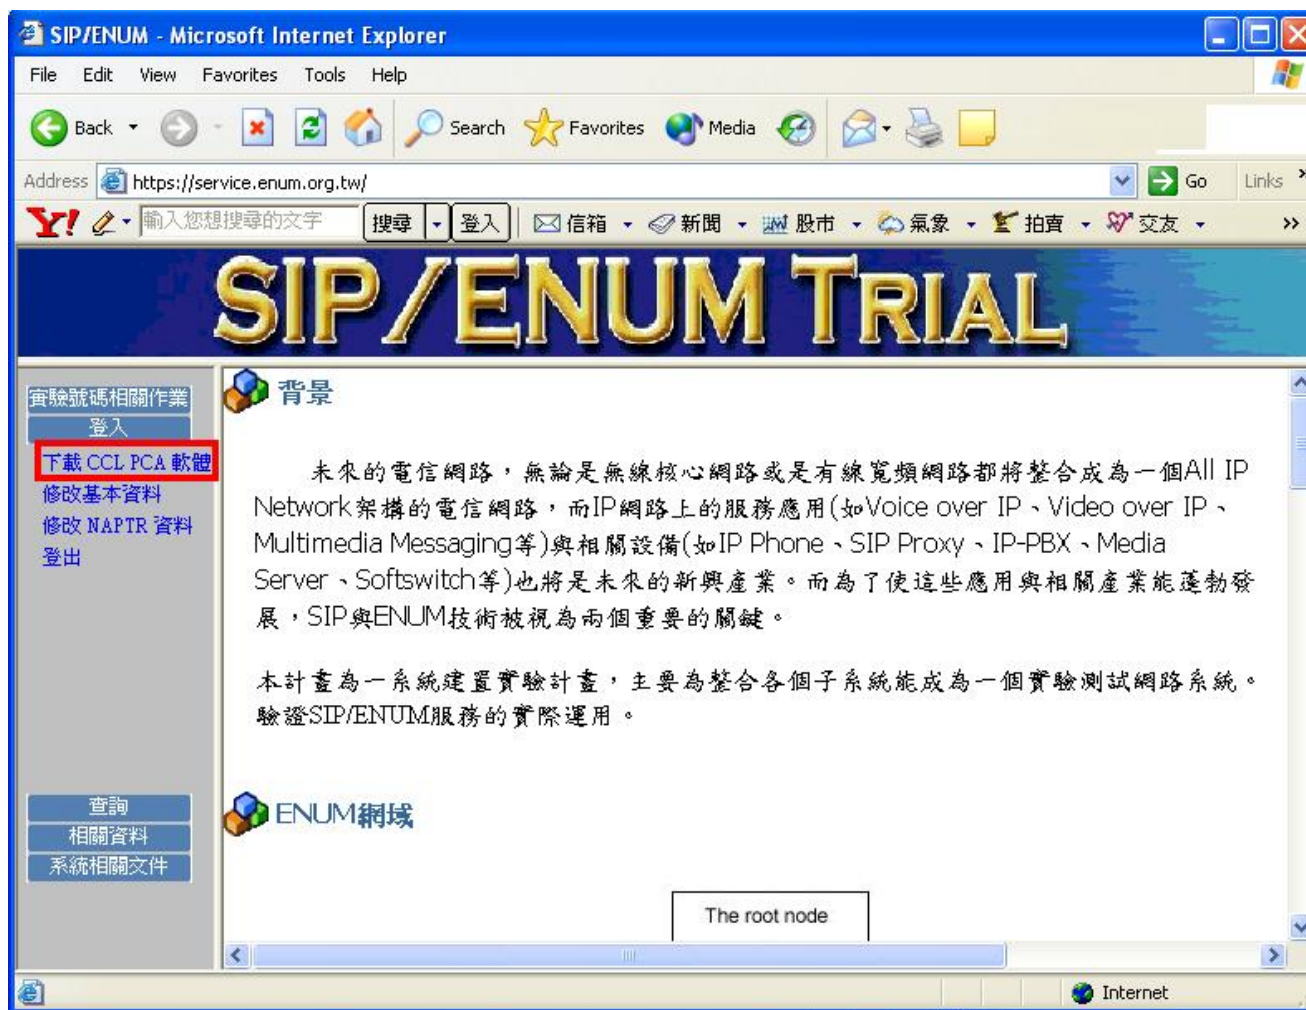 SIP/ENUM - Microsoft Internet Explorer
File Edit View Favorites Tools Help
Back Search Favorites Media
Address https://service.enum.org.tw/ Go Links
Y! 輸入您想搜尋的文字 搜尋 登入 信箱 新聞 股市 氣象 拍賣 交友
SIP/ENUM TRIAL
實驗號碼相關作業
登入
下載 CCL PCA 軟體
修改基本資料
修改 NAPTR 資料
登出
查詢
相關資料
系統相關文件
背景
未來的電信網路,無論是無線核心網路或是有線寬頻網路都將整合成為一個All IP
Network架構的電信網路,而IP網路上的服務應用(如Voice over IP、Video over IP、
Multimedia Messaging等)與相關設備(如IP Phone、SIP Proxy、IP-PBX、Media
Server、Softswitch等)也將是未來的新興產業。而為了使這些應用與相關產業能蓬勃發
展,SIP與ENUM技術被視為兩個重要的關鍵。
本計畫為一系統建置實驗計畫,主要為整合各個子系統能成為一個實驗測試網路系統。
驗證SIP/ENUM服務的實際運用。
ENUM網域
The root node
Internet